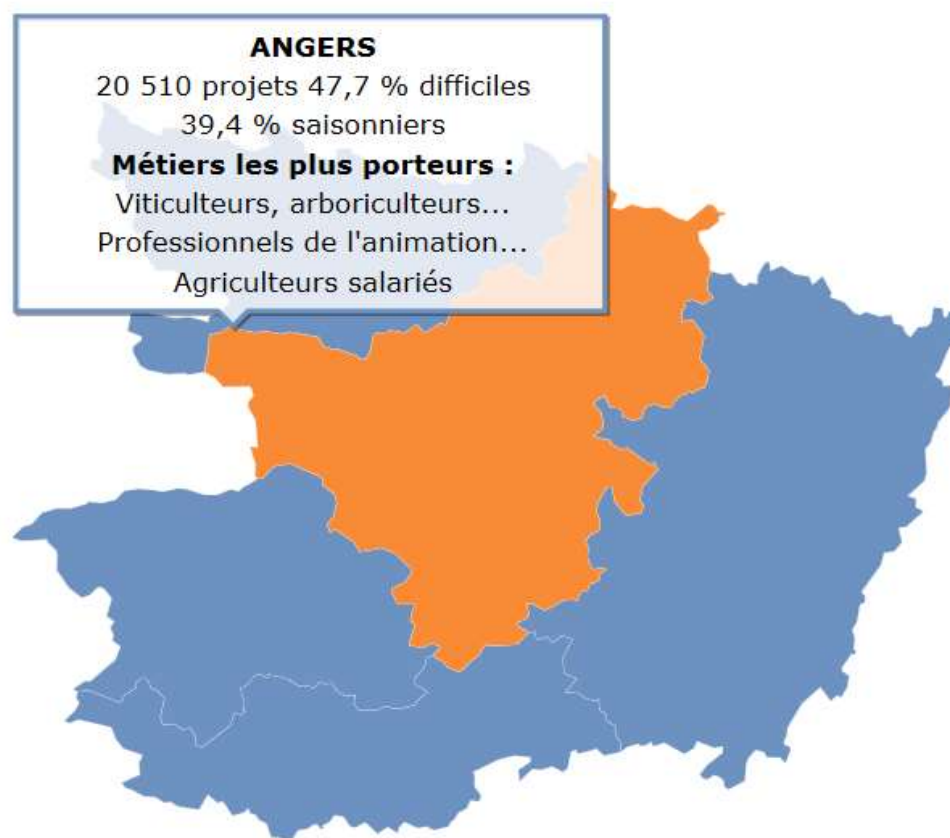 ANGERS
20 510 projets 47,7 % difficiles
39,4 % saisonniers
Métiers les plus porteurs :
Viticulteurs, arboriculteurs...
Professionnels de l'animation...
Agriculteurs salariés